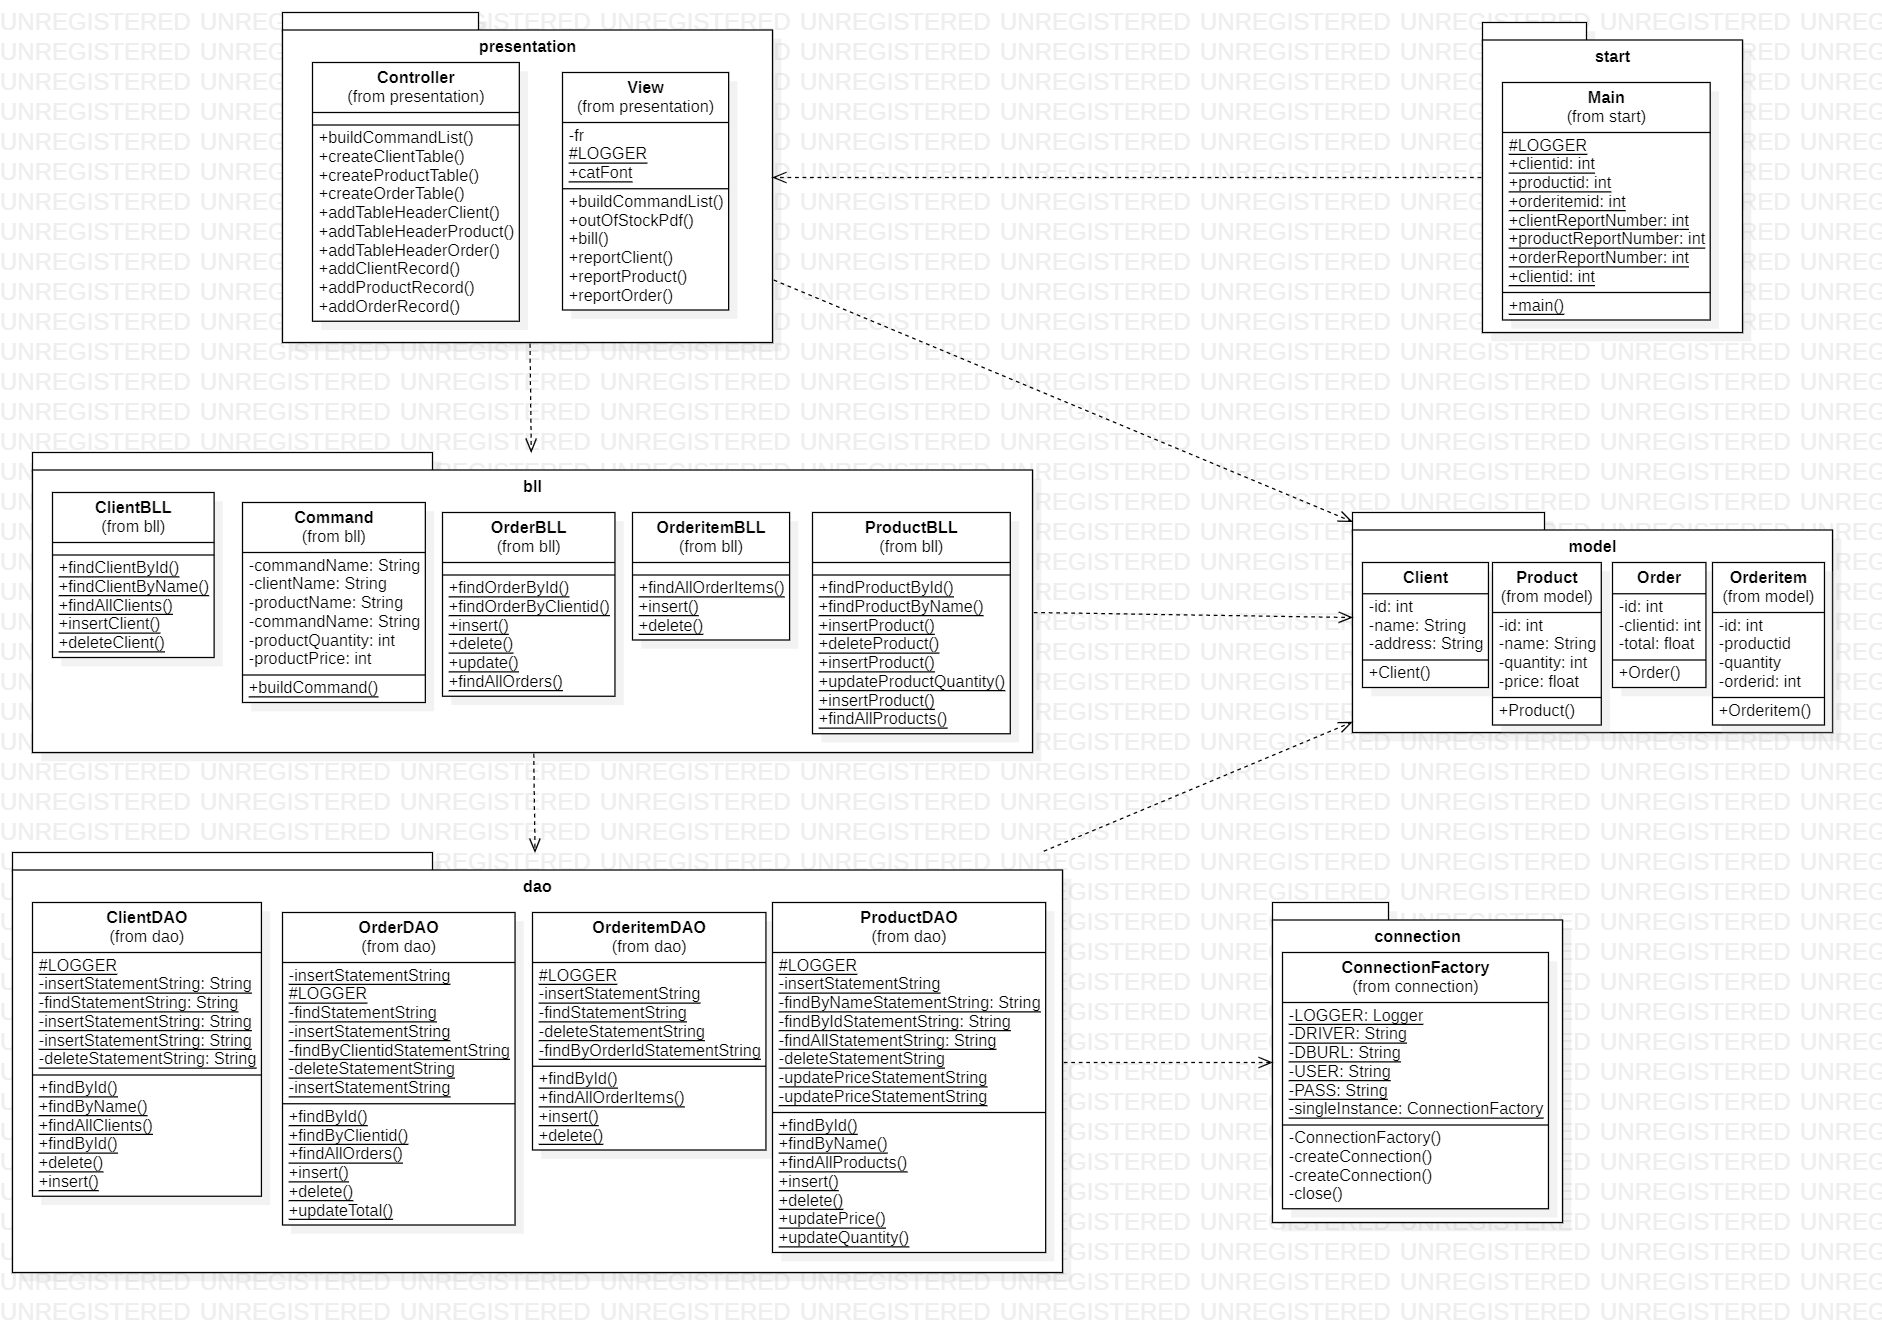 presentation
Controller
(from presentation)
+buildCommandList()
+createClientTable()
+createProductTable()
+createOrderTable()
+addTableHeaderClient()
+addTableHeaderProduct()
+addTableHeaderOrder()
+addClientRecord()
+addProductRecord()
+addOrderRecord()
View
(from presentation)
-fr
#LOGGER
+catFont
+buildCommandList()
+outOfStockPdf()
+bill()
+reportClient()
+reportProduct()
+reportOrder()
start
Main
(from start)
#LOGGER
+clientid: int
+productid: int
+orderitemid: int
+clientReportNumber: int
+productReportNumber: int
+orderReportNumber: int
+clientid: int
+main()
bll
ClientBLL
(from bll)
+findClientById()
+findClientByName()
+findAllClients()
+insertClient()
+deleteClient()
Command
(from bll)
-commandName: String
-clientName: String
-productName: String
-commandName: String
-productQuantity: int
-productPrice: int
+buildCommand()
OrderBLL
(from bll)
+findOrderById()
+findOrderByClientid()
+insert()
+delete()
+update()
+findAllOrders()
OrderitemBLL
(from bll)
+findAllOrderItems()
+insert()
+delete()
ProductBLL
(from bll)
+findProductById()
+findProductByName()
+insertProduct()
+deleteProduct()
+insertProduct()
+updateProductQuantity()
+insertProduct()
+findAllProducts()
model
Client
-id: int
-name: String
-address: String
+Client()
Product
(from model)
-id: int
-name: String
-quantity: int
-price: float
+Product()
Order
-id: int
-clientid: int
-total: float
+Order()
Orderitem
(from model)
-id: int
-productid
-quantity
-orderid: int
+Orderitem()
dao
ClientDAO
(from dao)
#LOGGER
-insertStatementString: String
-findStatementString: String
-insertStatementString: String
-insertStatementString: String
-deleteStatementString: String
+findById()
+findByName()
+findAllClients()
+findById()
+delete()
+insert()
OrderDAO
(from dao)
-insertStatementString
#LOGGER
-findStatementString
-insertStatementString
-findByClientidStatementString
-deleteStatementString
-insertStatementString
+findById()
+findByClientid()
+findAllOrders()
+insert()
+delete()
+updateTotal()
OrderitemDAO
(from dao)
#LOGGER
-insertStatementString
-findStatementString
-deleteStatementString
-findByOrderIdStatementString
+findById()
+findAllOrderItems()
+insert()
+delete()
ProductDAO
(from dao)
#LOGGER
-insertStatementString
-findByNameStatementString: String
-findByIdStatementString: String
-findAllStatementString: String
-deleteStatementString
-updatePriceStatementString
-updatePriceStatementString
+findById()
+findByName()
+findAllProducts()
+insert()
+delete()
+updatePrice()
+updateQuantity()
connection
ConnectionFactory
(from connection)
-LOGGER: Logger
-DRIVER: String
-DBURL: String
-USER: String
-PASS: String
-singleInstance: ConnectionFactory
-ConnectionFactory()
-createConnection()
-createConnection()
-close()
UNREGISTERED